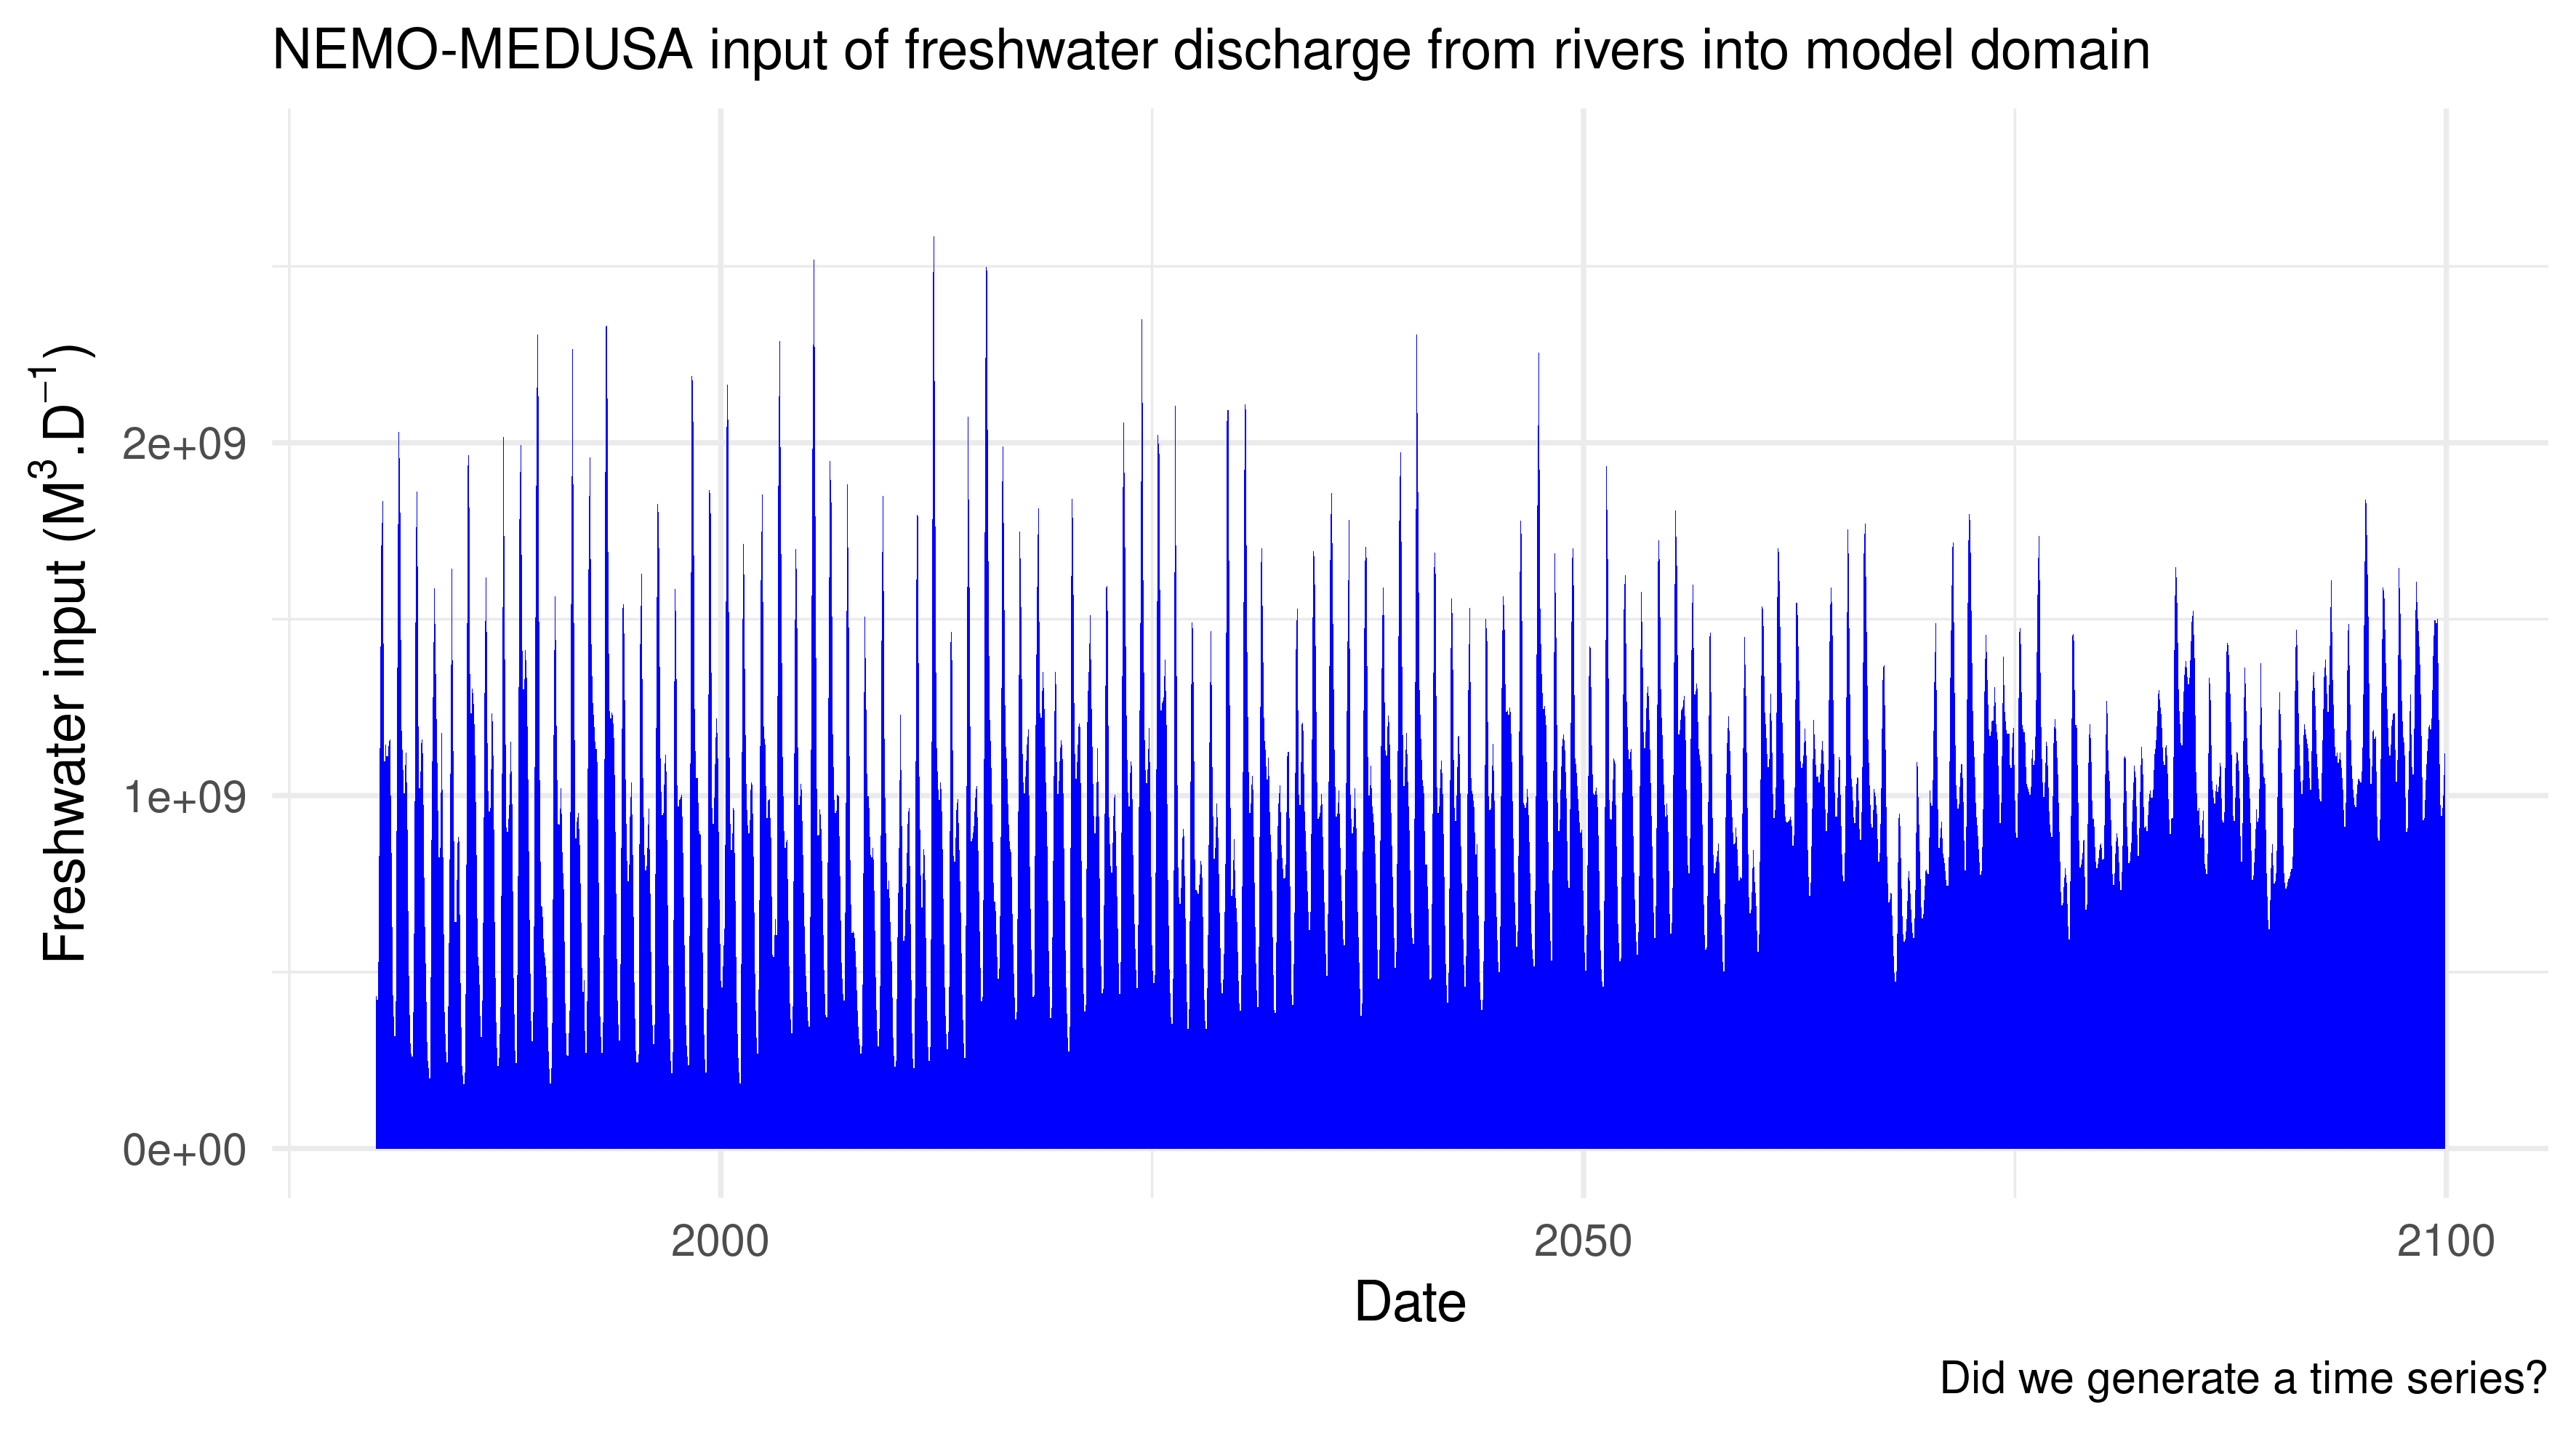 NEMO-MEDUSA input of freshwater discharge from rivers into model domain
Freshwater input (M³.D⁻¹)
2e+09
1e+09
0e+00
2000 2050 2100
Date
Did we generate a time series?